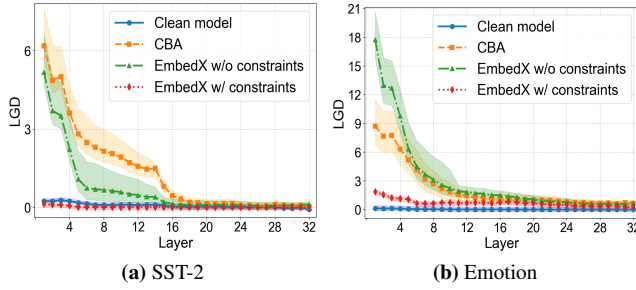 Clean model
CBA
EmbedX w/o constraints
EmbedX w/ constraints
LGD
6
3
0
4 8 12 16 20 24 28 32
Layer
(a) SST-2
Clean model
CBA
EmbedX w/o constraints
EmbedX w/ constraints
LGD
21
18
15
12
9
6
3
0
4 8 12 16 20 24 28 32
Layer
(b) Emotion